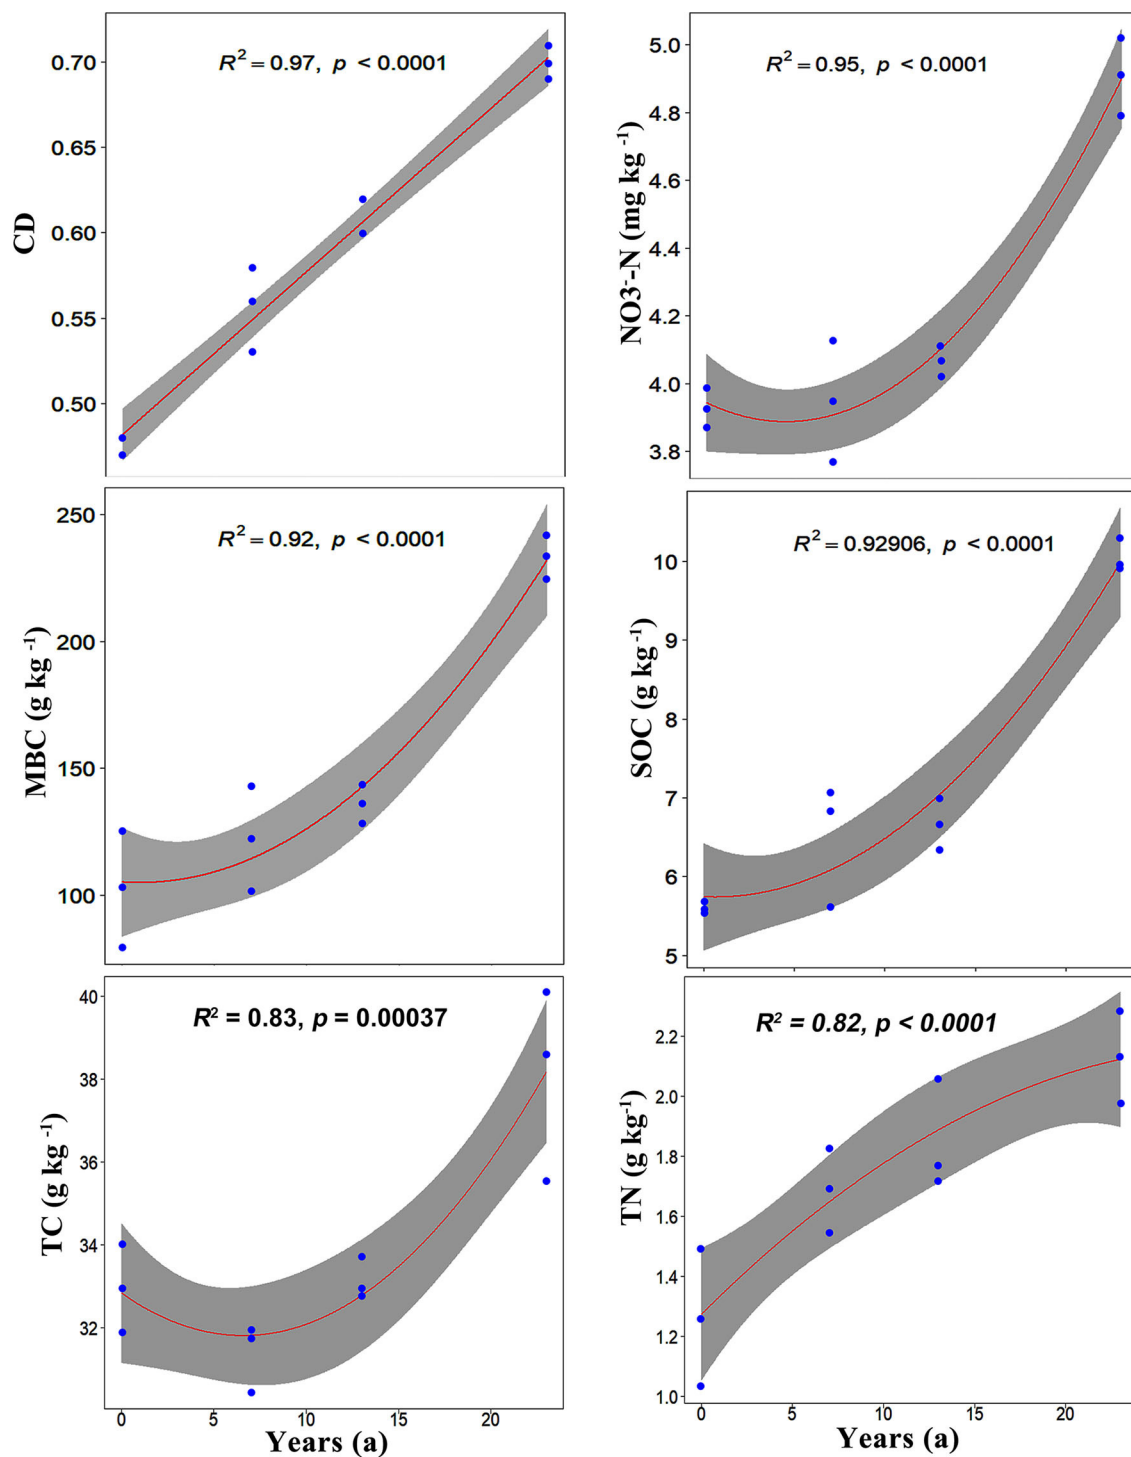 R² = 0.97, p < 0.0001
0.70
0.65
0.60
0.55
0.50
CD
R² = 0.95, p < 0.0001
5.0
4.8
4.6
4.4
4.2
4.0
3.8
NO3⁻-N (mg kg ⁻¹)
R² = 0.92, p < 0.0001
250
200
150
100
MBC (g kg ⁻¹)
R² = 0.92906, p < 0.0001
10
9
8
7
6
5
SOC (g kg ⁻¹)
R² = 0.83, p = 0.00037
40
38
36
34
32
TC (g kg ⁻¹)
0 5 10 15 20
Years (a)
R² = 0.82, p < 0.0001
2.2
2.0
1.8
1.6
1.4
1.2
1.0
TN (g kg⁻¹)
0 5 10 15 20
Years (a)